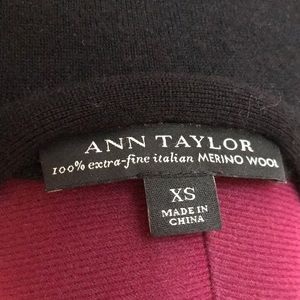 ANN TAYLOR
100% extra-fine italian MERINO WOOL
XS
MADE IN
CHINA